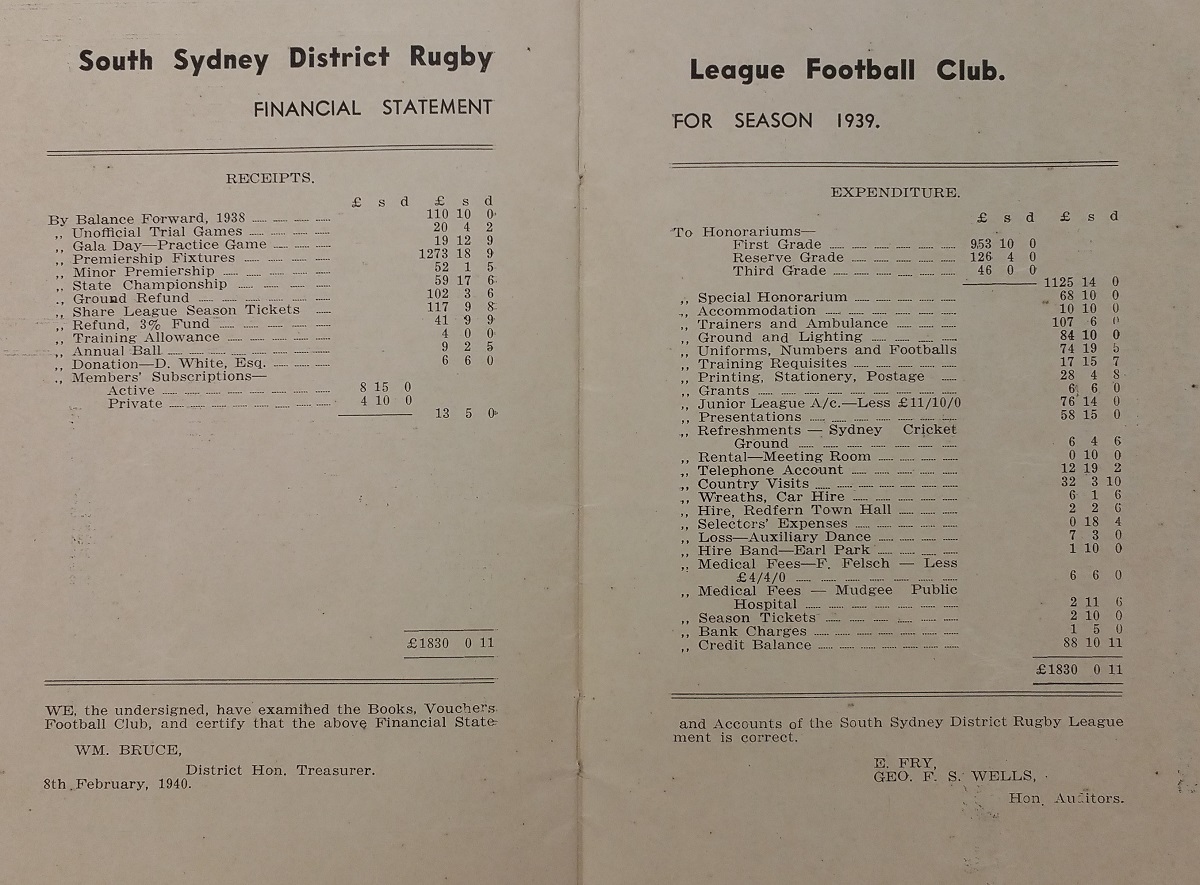 South Sydney District Rugby
FINANCIAL STATEMENT
RECEIPTS.
£ s d £ s d
By Balance Forward, 1938 110 10 0
,, Unofficial Trial Games 20 4 2
,, Gala Day—Practice Game 19 12 9
,, Premiership Fixtures 1273 18 9
,, Minor Premiership 52 1 5
,, State Championship 59 17 6
,, Ground Refund 102 3 6
,, Share League Season Tickets 117 9 8
,, Refund, 3% Fund 41 9 9
,, Training Allowance 4 0 0
,, Annual Ball 9 2 5
,, Donation—D. White, Esq. 6 6 0
,, Members' Subscriptions—
Active 8 15 0
Private 4 10 0
13 5 0
£1830 0 11
WE, the undersigned, have examined the Books, Vouchers
Football Club, and certify that the above Financial State-
WM. BRUCE,
District Hon. Treasurer.
8th February, 1940.
League Football Club.
FOR SEASON 1939.
EXPENDITURE.
£ s d £ s d
To Honorariums—
First Grade 953 10 0
Reserve Grade 126 4 0
Third Grade 46 0 0
1125 14 0
,, Special Honorarium 68 10 0
,, Accommodation 10 10 0
,, Trainers and Ambulance 107 6 0
,, Ground and Lighting 84 10 0
,, Uniforms, Numbers and Footballs 74 19 5
,, Training Requisites 17 15 7
,, Printing, Stationery, Postage 28 4 8
,, Grants 6 6 0
,, Junior League A/c.—Less £11/10/0 76 14 0
,, Presentations 58 15 0
,, Refreshments — Sydney Cricket
Ground 6 4 6
,, Rental—Meeting Room 0 10 0
,, Telephone Account 12 19 2
,, Country Visits 32 3 10
,, Wreaths, Car Hire 6 1 6
,, Hire, Redfern Town Hall 2 2 6
,, Selectors' Expenses 0 18 4
,, Loss—Auxiliary Dance 7 3 0
,, Hire Band—Earl Park 1 10 0
,, Medical Fees—F. Felsch — Less
£4/4/0 6 6 0
,, Medical Fees — Mudgee Public
Hospital 2 11 6
,, Season Tickets 2 10 0
,, Bank Charges 1 5 0
,, Credit Balance 88 10 11
£1830 0 11
and Accounts of the South Sydney District Rugby League
ment is correct.
E. FRY,
GEO. F. S. WELLS,
Hon. Auditors.